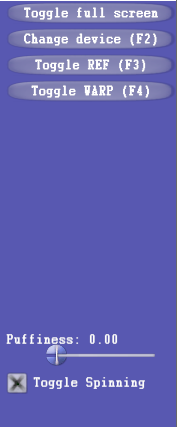 Toggle full screen
Change device (F2)
Toggle REF (F3)
Toggle WARP (F4)
Puffiness: 0.00
Toggle Spinning